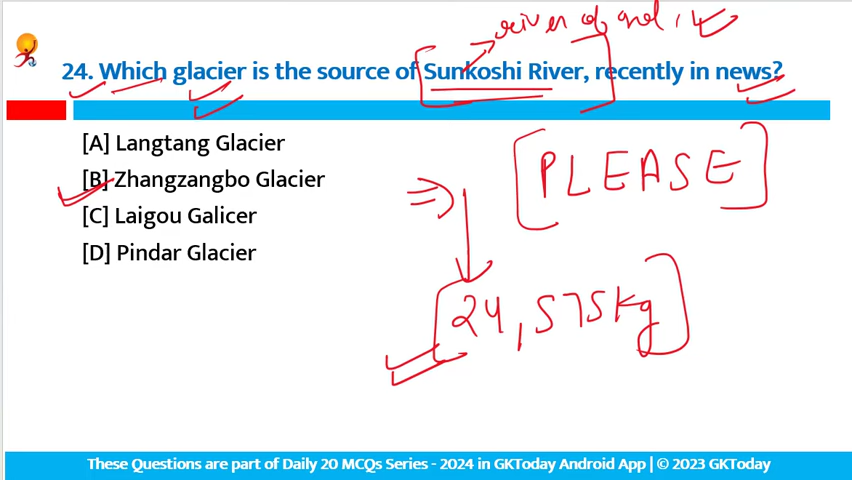 river of gold
24. Which glacier is the source of Sunkoshi River, recently in news?
[A] Langtang Glacier
[B] Zhangzangbo Glacier
[C] Laigou Galicer
[D] Pindar Glacier
PLEASE
24,575kg
These Questions are part of Daily 20 MCQs Series - 2024 in GKToday Android App | © 2023 GKToday